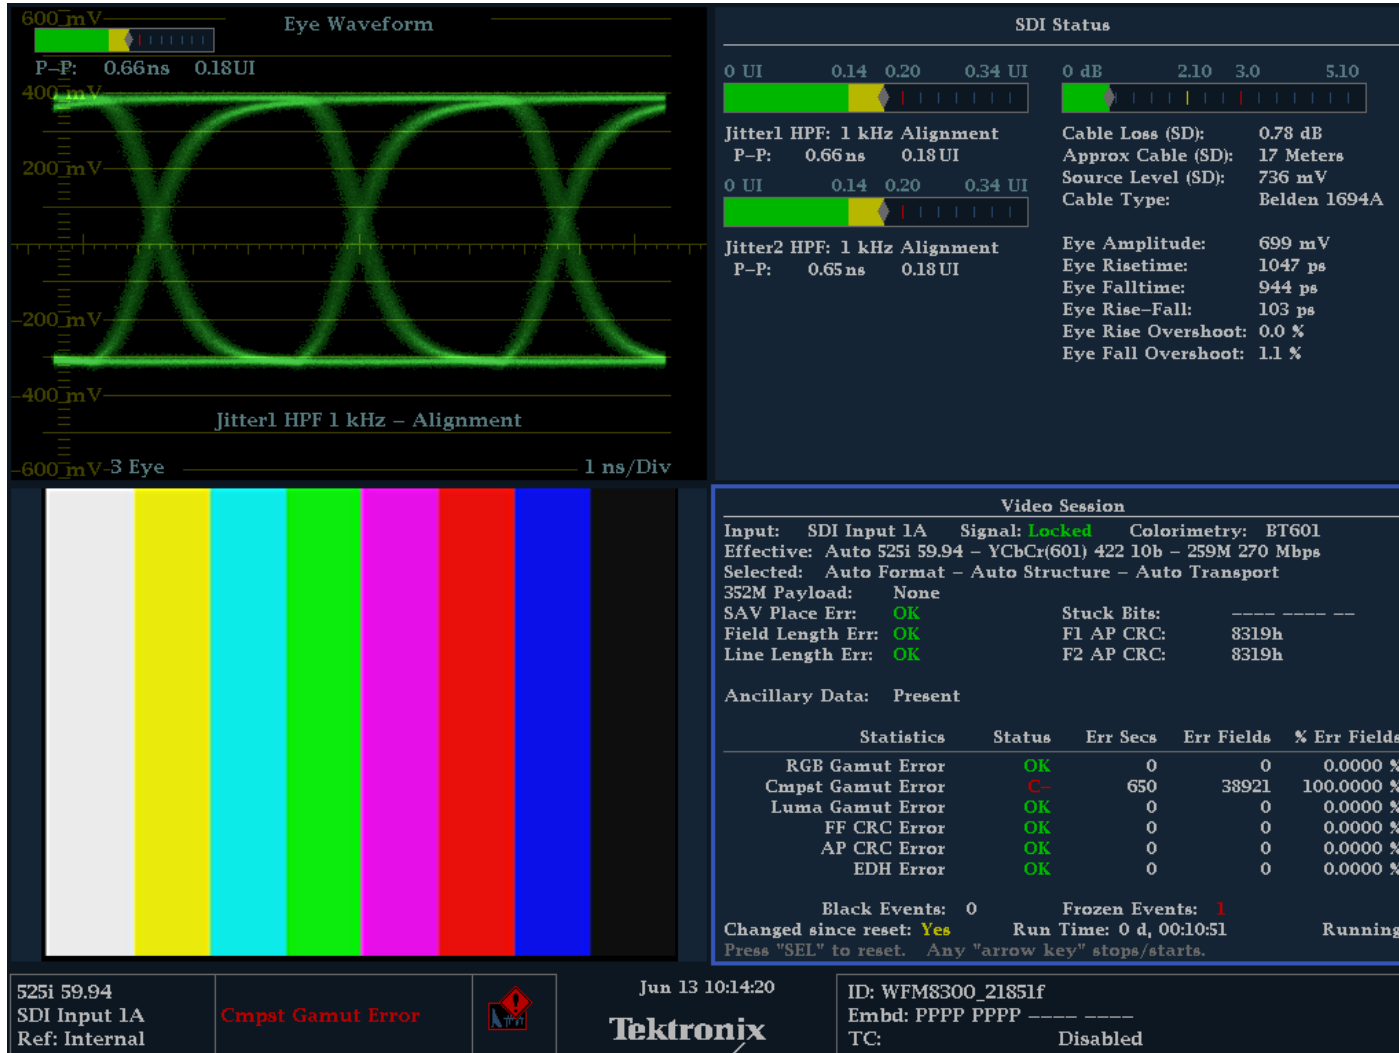 Eye Waveform
600 mV
P-P: 0.66ns 0.18UI
400 mV
200 mV
-200 mV
-400 mV
Jitter1 HPF 1 kHz – Alignment
-600 mV
3 Eye
1 ns/Div
SDI Status
0 UI 0.14 0.20 0.34 UI
Jitter1 HPF: 1 kHz Alignment
P-P: 0.66ns 0.18UI
0 UI 0.14 0.20 0.34 UI
Jitter2 HPF: 1 kHz Alignment
P-P: 0.65ns 0.18UI
0 dB 2.10 3.0 5.10
Cable Loss (SD): 0.78 dB
Approx Cable (SD): 17 Meters
Source Level (SD): 736 mV
Cable Type: Belden 1694A
Eye Amplitude: 699 mV
Eye Risetime: 1047 ps
Eye Falltime: 944 ps
Eye Rise-Fall: 103 ps
Eye Rise Overshoot: 0.0 %
Eye Fall Overshoot: 1.1 %
Video Session
Input: SDI Input 1A Signal: Locked Colorimetry: BT601
Effective: Auto 525i 59.94 – YCbCr(601) 422 10b – 259M 270 Mbps
Selected: Auto Format – Auto Structure – Auto Transport
352M Payload: None
SAV Place Err: OK Stuck Bits: ---- ---- --
Field Length Err: OK F1 AP CRC: 8319h
Line Length Err: OK F2 AP CRC: 8319h
Ancillary Data: Present
Statistics Status Err Secs Err Fields % Err Fields
RGB Gamut Error OK 0 0 0.0000 %
Cmpst Gamut Error C- 650 38921 100.0000 %
Luma Gamut Error OK 0 0 0.0000 %
FF CRC Error OK 0 0 0.0000 %
AP CRC Error OK 0 0 0.0000 %
EDH Error OK 0 0 0.0000 %
Black Events: 0 Frozen Events: 1
Changed since reset: Yes Run Time: 0 d, 00:10:51 Running
Press "SEL" to reset. Any "arrow key" stops/starts.
525i 59.94
SDI Input 1A
Ref: Internal
Cmpst Gamut Error
Jun 13 10:14:20
Tektronix
ID: WFM8300_21851f
Embd: PPPP PPPP ---- ----
TC: Disabled